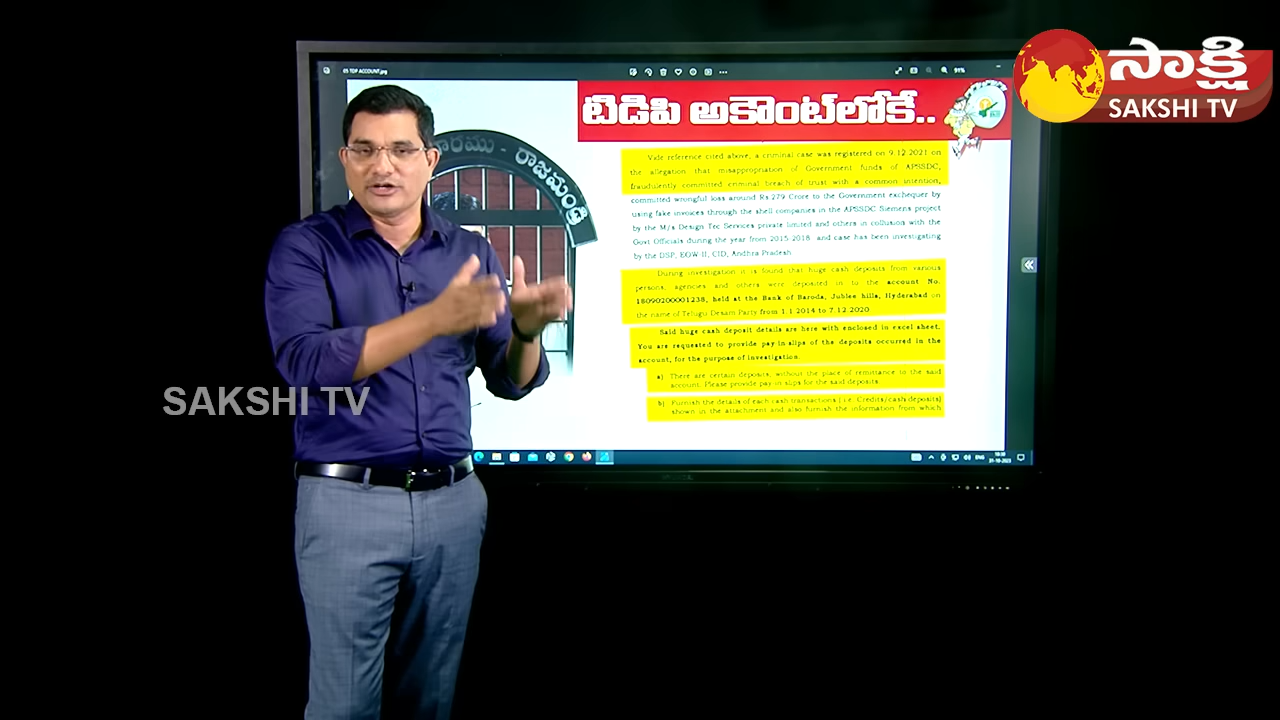 05 TDP ACCOUNT.jpg
91%
సాక్షి
SAKSHI TV
టిడిపి అకౌంట్‌లోకే..
Vide reference cited above, a criminal case was registered on 9.12.2021 on
the allegation that misappropriation of Government funds of APSSDC,
fraudulently committed criminal breach of trust with a common intention,
committed wrongful loss around Rs.279 Crore to the Government exchequer by
using fake invoices through the shell companies in the APSSDC Siemens project
by the M/s Design Tec Services private limited and others in collusion with the
Govt Officials during the year from 2015 2018 and case has been investigating
by the DSP, EOW II, CID, Andhra Pradesh
During investigation it is found that huge cash deposits from various
persons, agencies and others were deposited in to the account No.
18090200001238, held at the Bank of Baroda, Jublee hills, Hyderabad on
the name of Telugu Desam Party from 1.1.2014 to 7.12.2020
Said huge cash deposit details are here with enclosed in excel sheet.
You are requested to provide pay in slips of the deposits occurred in the
account, for the purpose of investigation.
a) There are certain deposits, without the place of remittance to the said
account. Please provide pay in slips for the said deposits
b) Furnish the details of each cash transactions [i.e. Credits/cash deposits]
shown in the attachment and also furnish the information from which
రాజమండ్రి
SAKSHI TV
ENG
31-10-2023